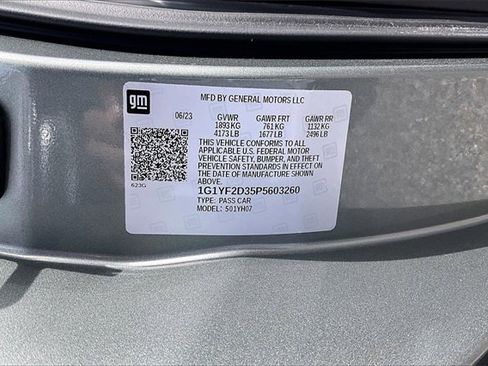 gm
MFD BY GENERAL MOTORS LLC
06/23 GVWR GAWR FRT GAWR RR
1893 KG 761 KG 1132 KG
4173 LB 1677 LB 2496 LB
THIS VEHICLE CONFORMS TO ALL
APPLICABLE U.S. FEDERAL MOTOR
VEHICLE SAFETY, BUMPER, AND THEFT
PREVENTION STANDARDS IN EFFECT ON
THE DATE OF MANUFACTURE SHOWN
ABOVE.
623G
1G1YF2D35P5603260
TYPE: PASS CAR
MODEL: 501YH07